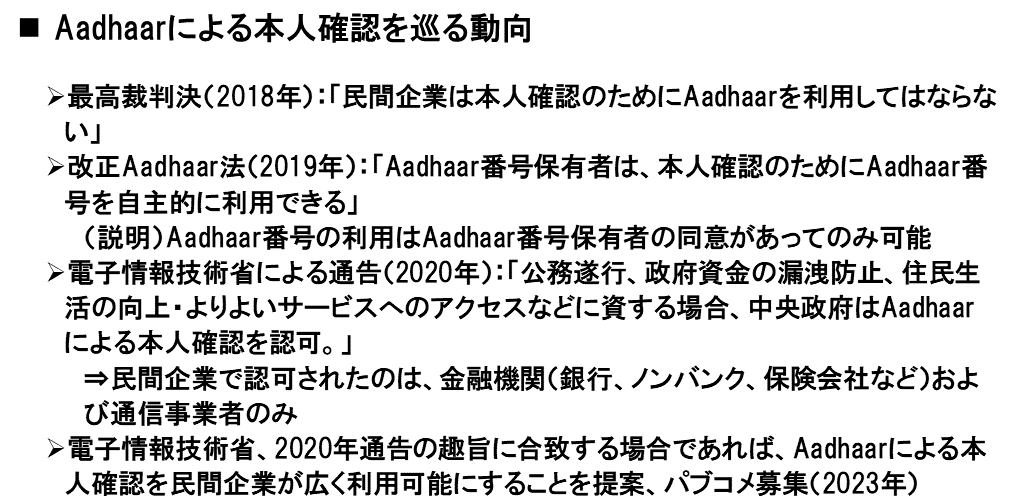 ■ Aadhaarによる本人確認を巡る動向
➢最高裁判決(2018年):「民間企業は本人確認のためにAadhaarを利用してはならな
い」
➢改正Aadhaar法(2019年):「Aadhaar番号保有者は、本人確認のためにAadhaar番
号を自主的に利用できる」
(説明)Aadhaar番号の利用はAadhaar番号保有者の同意があってのみ可能
➢電子情報技術省による通告(2020年):「公務遂行、政府資金の漏洩防止、住民生
活の向上・よりよいサービスへのアクセスなどに資する場合、中央政府はAadhaar
による本人確認を認可。」
⇒民間企業で認可されたのは、金融機関(銀行、ノンバンク、保険会社など)およ
び通信事業者のみ
➢電子情報技術省、2020年通告の趣旨に合致する場合であれば、Aadhaarによる本
人確認を民間企業が広く利用可能にすることを提案、パブコメ募集(2023年)